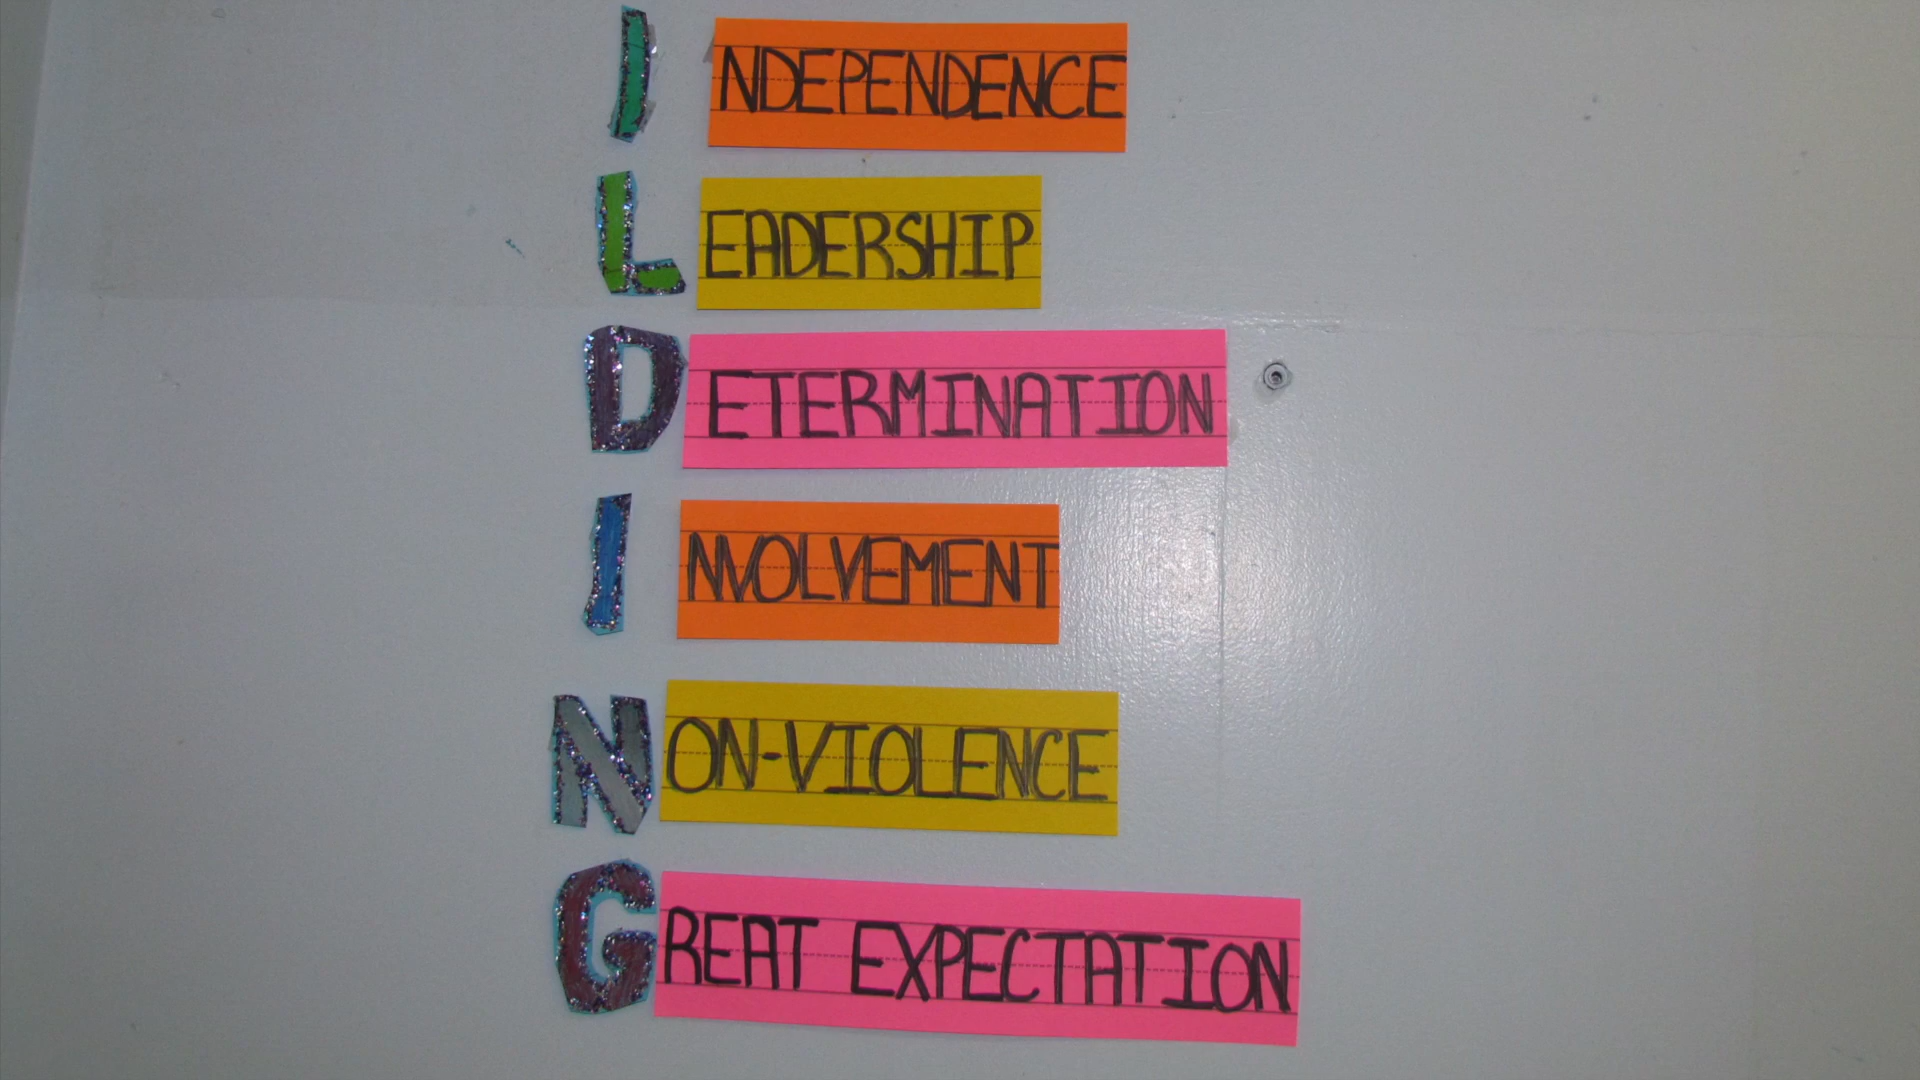 INDEPENDENCE
LEADERSHIP
DETERMINATION
INVOLVEMENT
NON-VIOLENCE
GREAT EXPECTATION